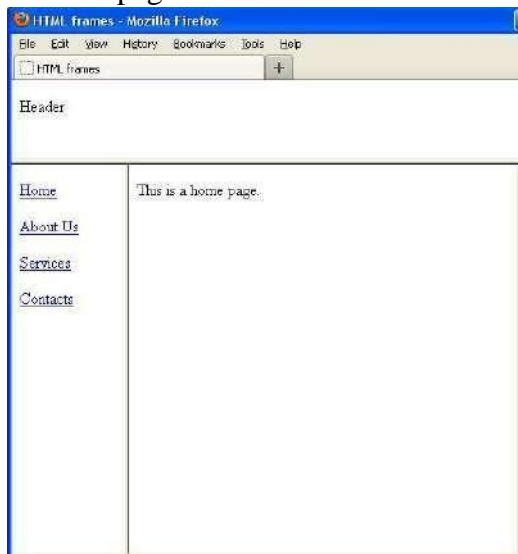 HTML frames - Mozilla Firefox
File Edit View History Bookmarks Tools Help
HTML frames +
Header
Home
This is a home page.
About Us
Services
Contacts